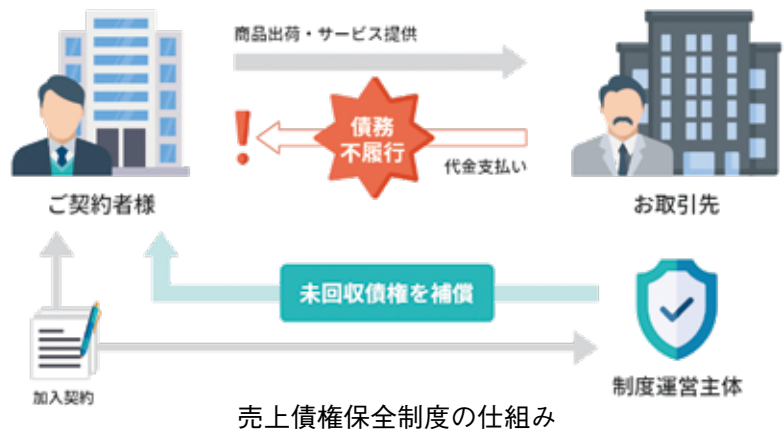 商品出荷・サービス提供
債務
不履行
代金支払い
ご契約者様
お取引先
未回収債権を補償
加入契約
制度運営主体
売上債権保全制度の仕組み